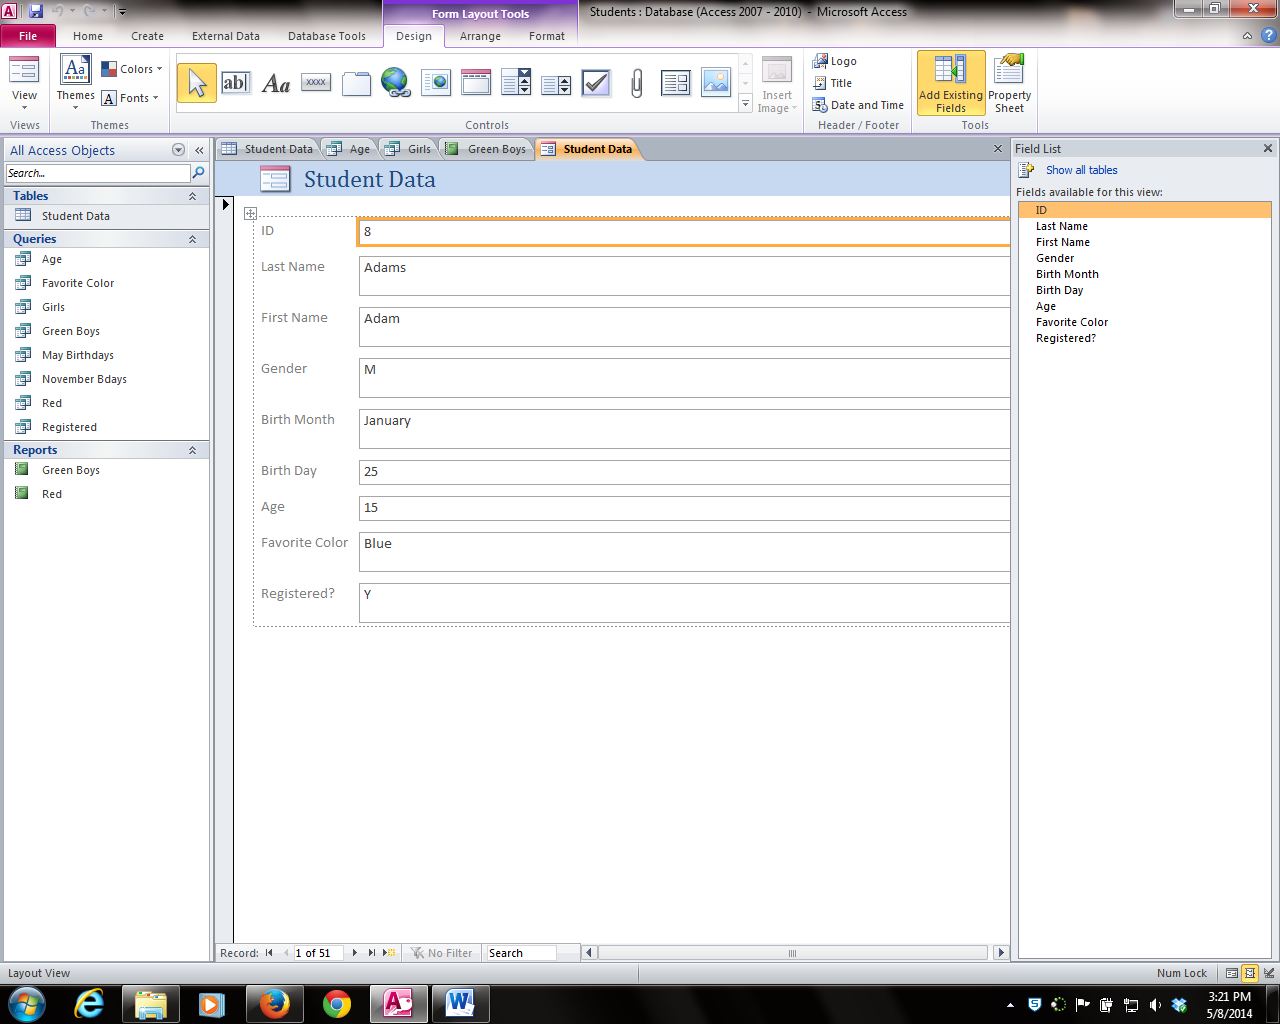 Form Layout Tools
Students : Database (Access 2007 - 2010) - Microsoft Access
File Home Create External Data Database Tools Design Arrange Format
View
Views
Themes
Colors
Fonts
Themes
ab|
Aa
xxxx
Insert
Image
Controls
Logo
Title
Date and Time
Header / Footer
Add Existing
Fields
Property
Sheet
Tools
All Access Objects
Search...
Tables
Student Data
Queries
Age
Favorite Color
Girls
Green Boys
May Birthdays
November Bdays
Red
Registered
Reports
Green Boys
Red
Student Data Age Girls Green Boys Student Data
Student Data
ID 8
Last Name Adams
First Name Adam
Gender M
Birth Month January
Birth Day 25
Age 15
Favorite Color Blue
Registered? Y
Record: 1 of 51 No Filter Search
Field List
Show all tables
Fields available for this view:
ID
Last Name
First Name
Gender
Birth Month
Birth Day
Age
Favorite Color
Registered?
Layout View
Num Lock
3:21 PM
5/8/2014